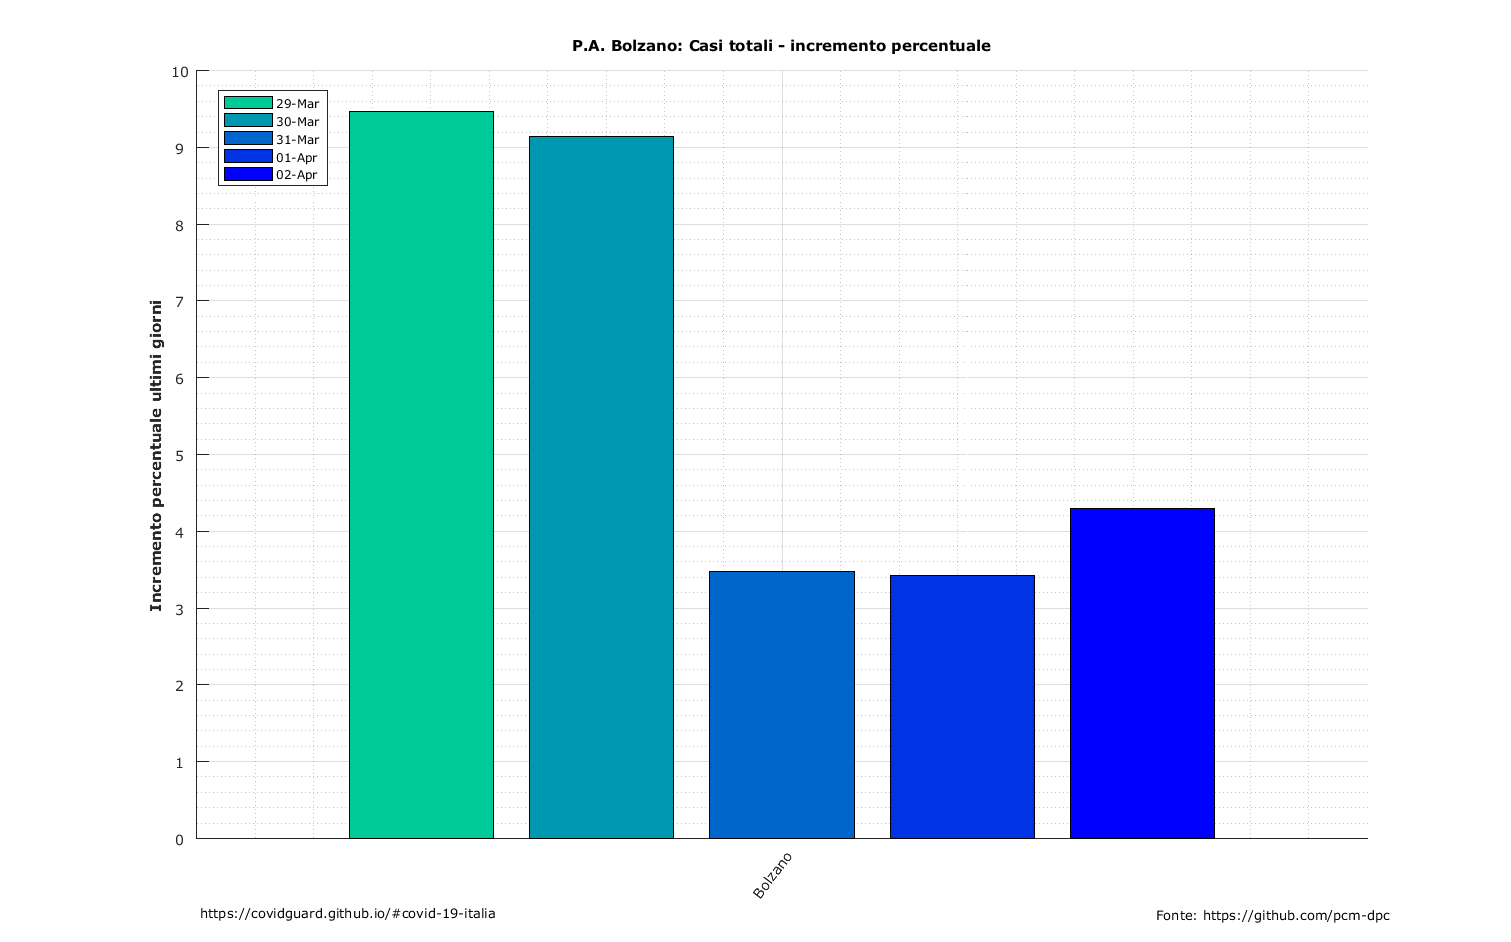 P.A. Bolzano: Casi totali - incremento percentuale
10
9
8
7
6
5
4
3
2
1
0
Incremento percentuale ultimi giorni
29-Mar
30-Mar
31-Mar
01-Apr
02-Apr
Bolzano
https://covidguard.github.io/#covid-19-italia
Fonte: https://github.com/pcm-dpc